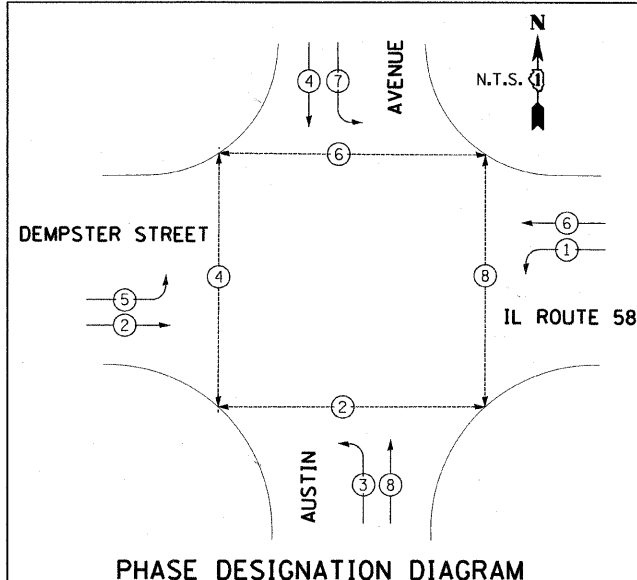 N
N.T.S.
4
7
AVENUE
6
DEMPSTER STREET
6
1
4
8
5
2
IL ROUTE 58
2
AUSTIN
3
8
PHASE DESIGNATION DIAGRAM